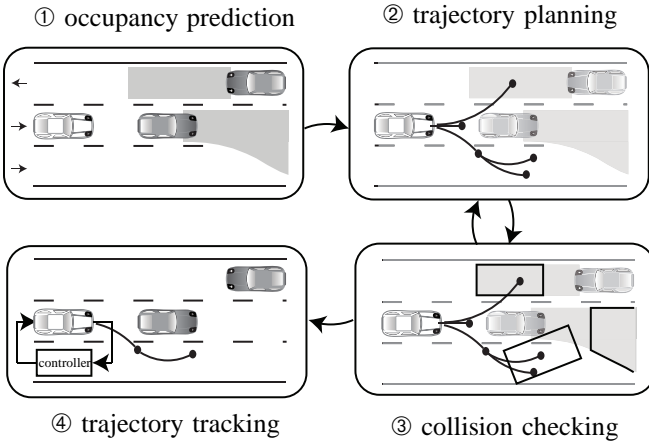 ① occupancy prediction
② trajectory planning
controller
④ trajectory tracking
③ collision checking